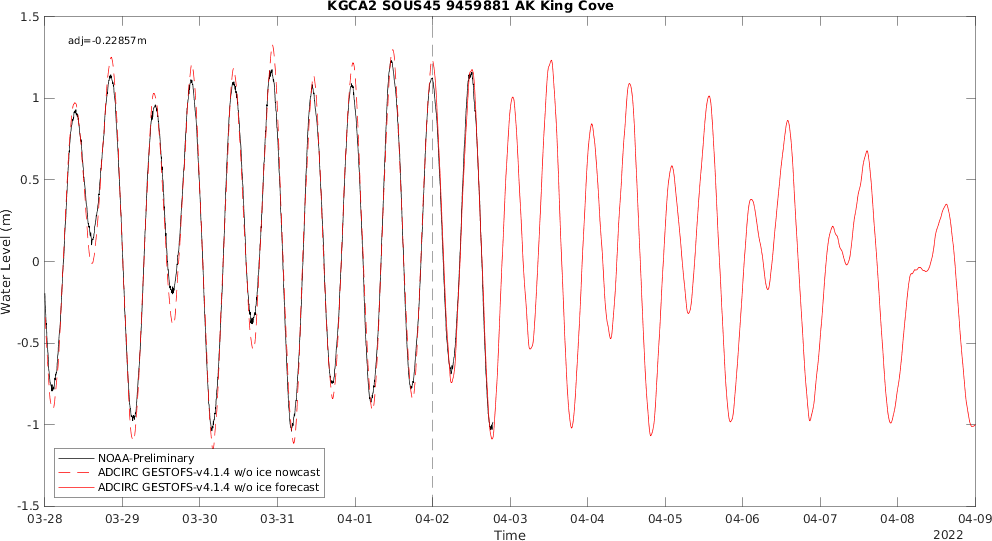 KGCA2 SOUS45 9459881 AK King Cove
adj=-0.22857m
1.5
1
0.5
0
-0.5
-1
-1.5
Water Level (m)
NOAA-Preliminary
ADCIRC GESTOFS-v4.1.4 w/o ice nowcast
ADCIRC GESTOFS-v4.1.4 w/o ice forecast
03-28 03-29 03-30 03-31 04-01 04-02 04-03 04-04 04-05 04-06 04-07 04-08 04-09
Time
2022